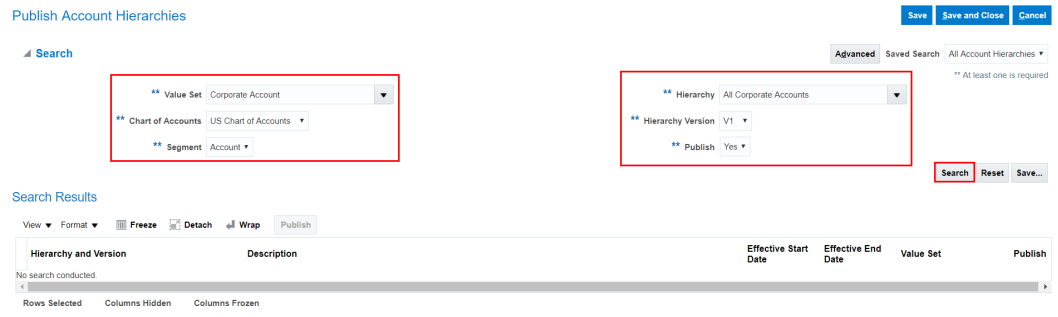 Publish Account Hierarchies
Save Save and Close Cancel
Search
Advanced Saved Search All Account Hierarchies
** At least one is required
** Value Set Corporate Account
** Hierarchy All Corporate Accounts
** Chart of Accounts US Chart of Accounts
** Hierarchy Version V1
** Segment Account
** Publish Yes
Search Reset Save...
Search Results
View Format Freeze Detach Wrap Publish
Hierarchy and Version Description Effective Start Date Effective End Date Value Set Publish
No search conducted.
Rows Selected Columns Hidden Columns Frozen